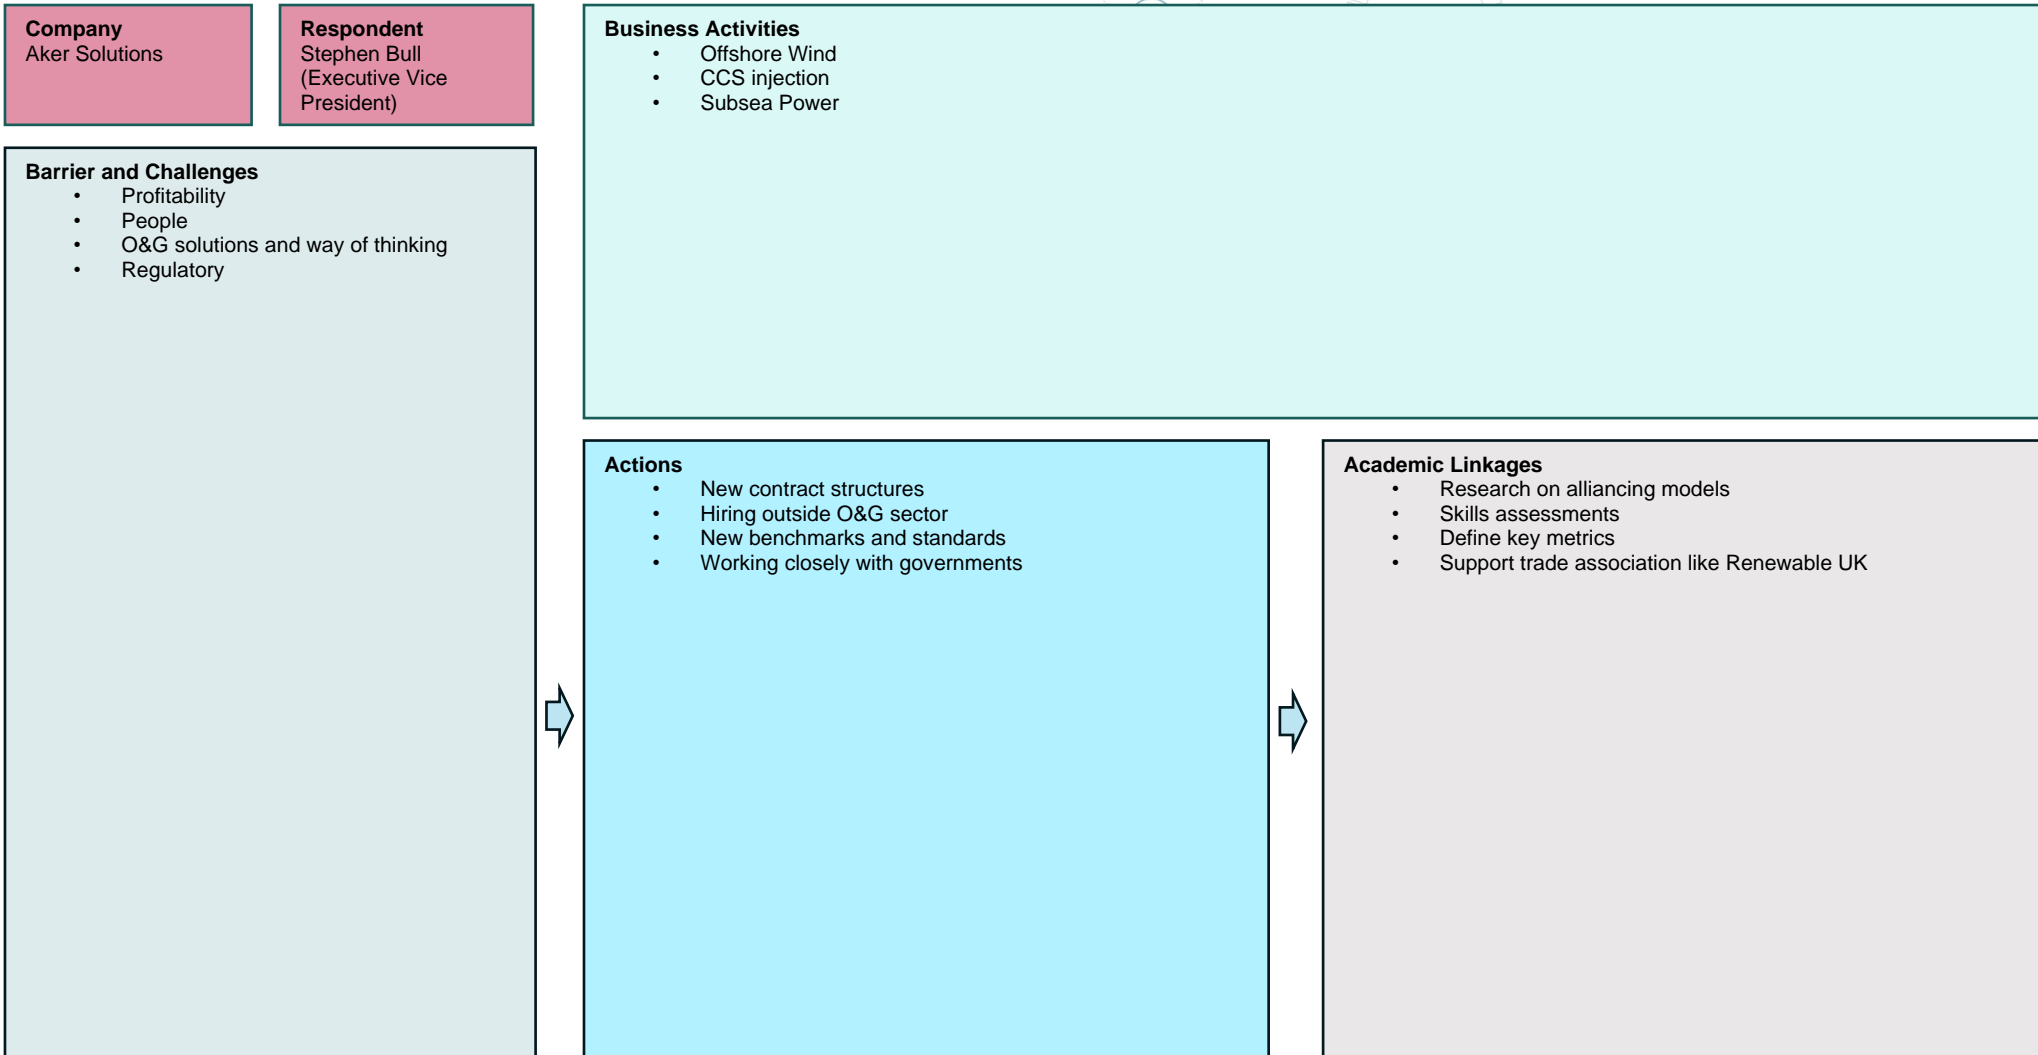 Company
Aker Solutions
Respondent
Stephen Bull
(Executive Vice
President)
Business Activities
• Offshore Wind
• CCS injection
• Subsea Power
Barrier and Challenges
• Profitability
• People
• O&G solutions and way of thinking
• Regulatory
Actions
• New contract structures
• Hiring outside O&G sector
• New benchmarks and standards
• Working closely with governments
Academic Linkages
• Research on alliancing models
• Skills assessments
• Define key metrics
• Support trade association like Renewable UK